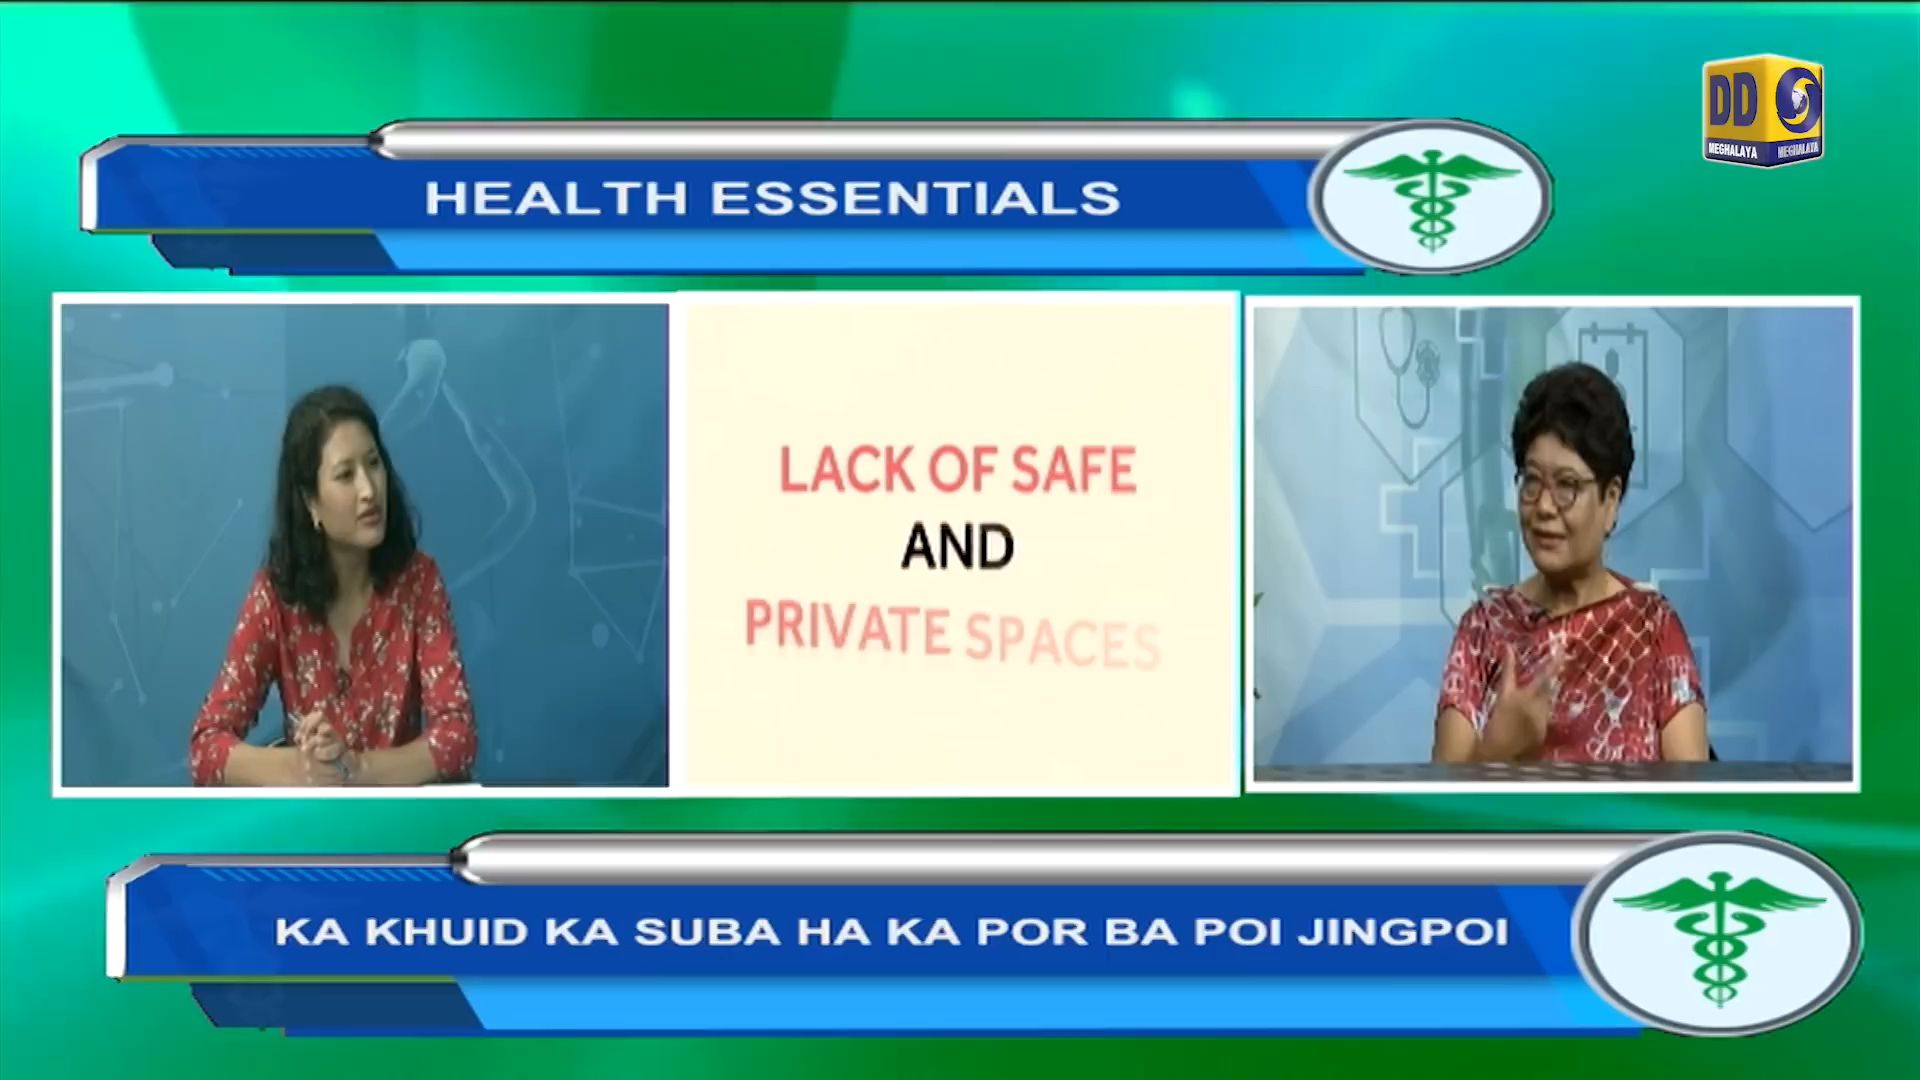 DD
MEGHALAYA
MEGHALAYA
HEALTH ESSENTIALS
LACK OF SAFE
AND
PRIVATE SPACES
KA KHUID KA SUBA HA KA POR BA POI JINGPOI